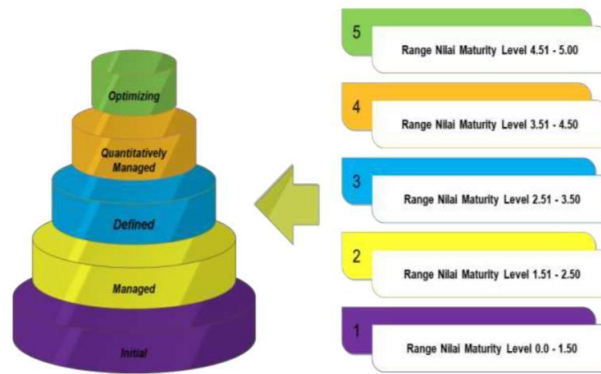 Optimizing
Quantitatively
Managed
Defined
Managed
Initial
5
Range Nilai Maturity Level 4.51 - 5.00
4
Range Nilai Maturity Level 3.51 - 4.50
3
Range Nilai Maturity Level 2.51 - 3.50
2
Range Nilai Maturity Level 1.51 - 2.50
1
Range Nilai Maturity Level 0.0 - 1.50